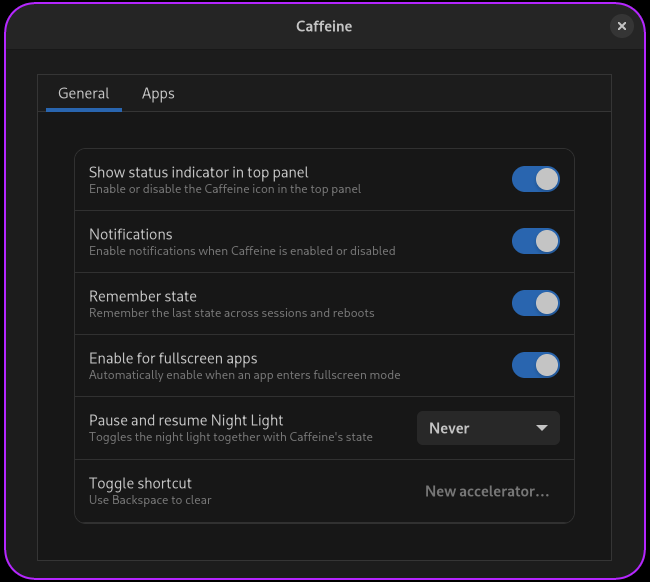 Caffeine
General
Apps
Show status indicator in top panel
Enable or disable the Caffeine icon in the top panel
Notifications
Enable notifications when Caffeine is enabled or disabled
Remember state
Remember the last state across sessions and reboots
Enable for fullscreen apps
Automatically enable when an app enters fullscreen mode
Pause and resume Night Light
Toggles the night light together with Caffeine's state
Never
Toggle shortcut
Use Backspace to clear
New accelerator…